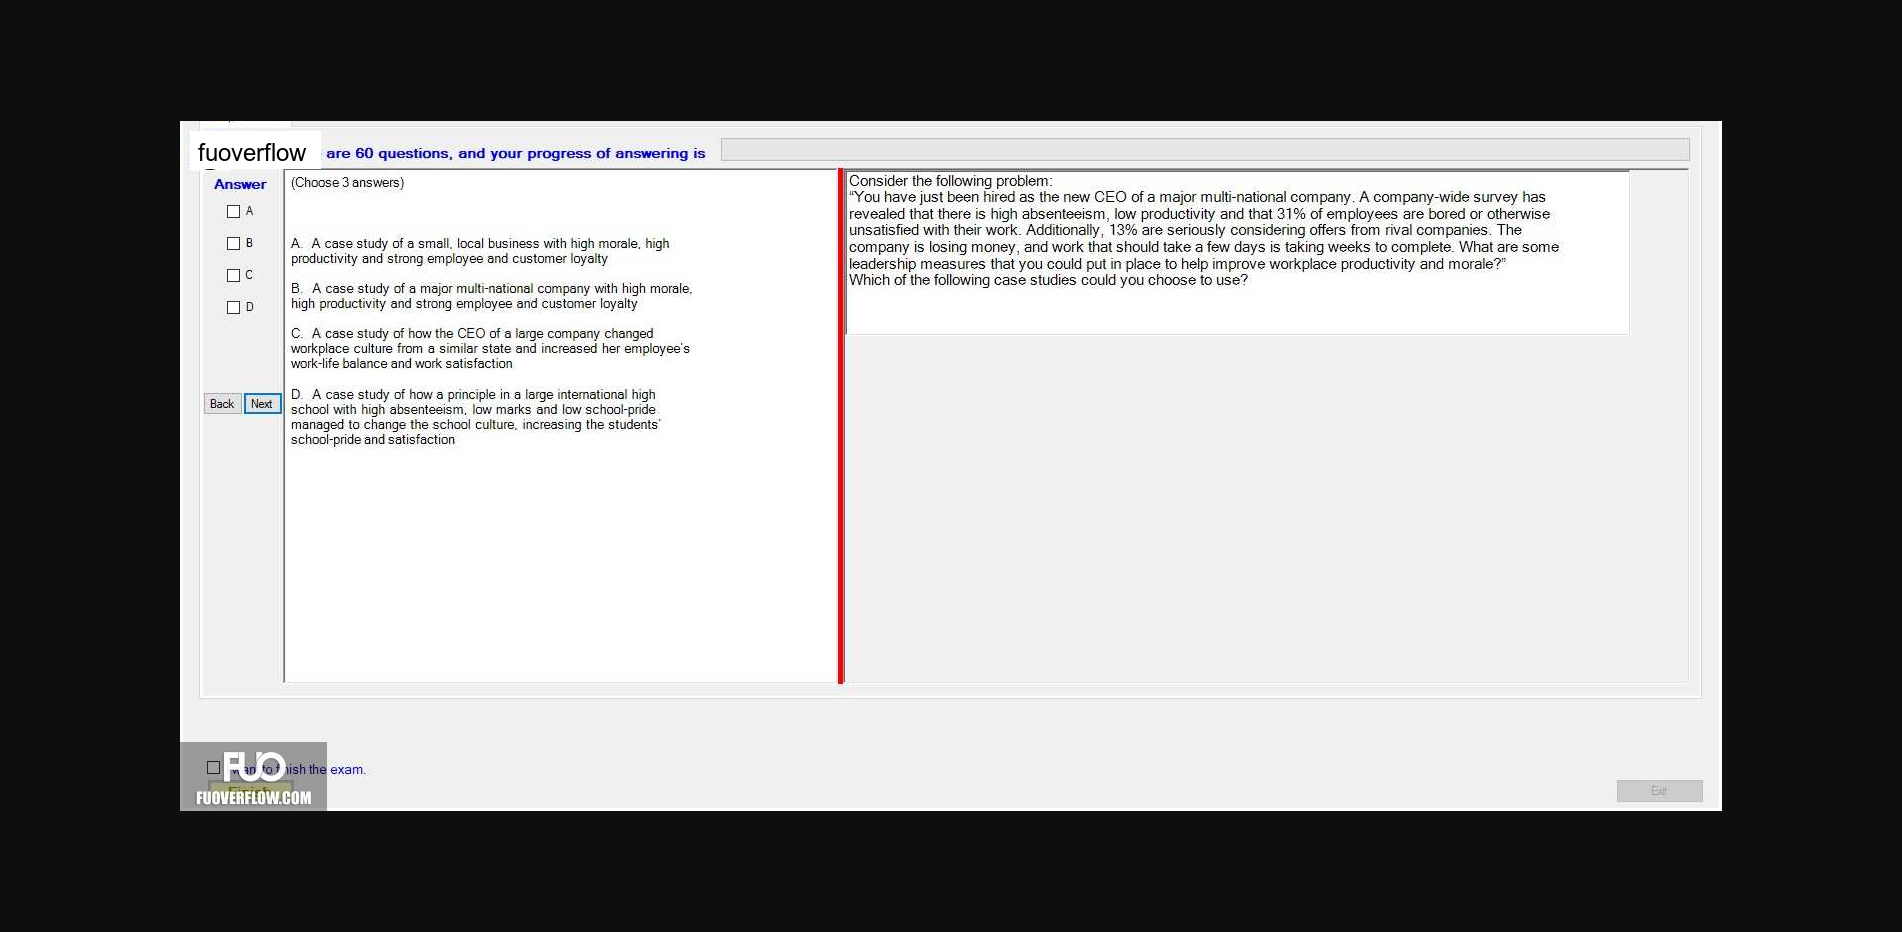 fuoverflow are 60 questions, and your progress of answering is
Answer
A
B
C
D
Back Next
(Choose 3 answers)
A. A case study of a small, local business with high morale, high
productivity and strong employee and customer loyalty
B. A case study of a major multi-national company with high morale,
high productivity and strong employee and customer loyalty
C. A case study of how the CEO of a large company changed
workplace culture from a similar state and increased her employee's
work-life balance and work satisfaction
D. A case study of how a principle in a large international high
school with high absenteeism, low marks and low school-pride
managed to change the school culture, increasing the students'
school-pride and satisfaction
Consider the following problem:
“You have just been hired as the new CEO of a major multi-national company. A company-wide survey has
revealed that there is high absenteeism, low productivity and that 31% of employees are bored or otherwise
unsatisfied with their work. Additionally, 13% are seriously considering offers from rival companies. The
company is losing money, and work that should take a few days is taking weeks to complete. What are some
leadership measures that you could put in place to help improve workplace productivity and morale?”
Which of the following case studies could you choose to use?
to finish the exam.
Finish
FUO
FUOVERFLOW.COM
Exit